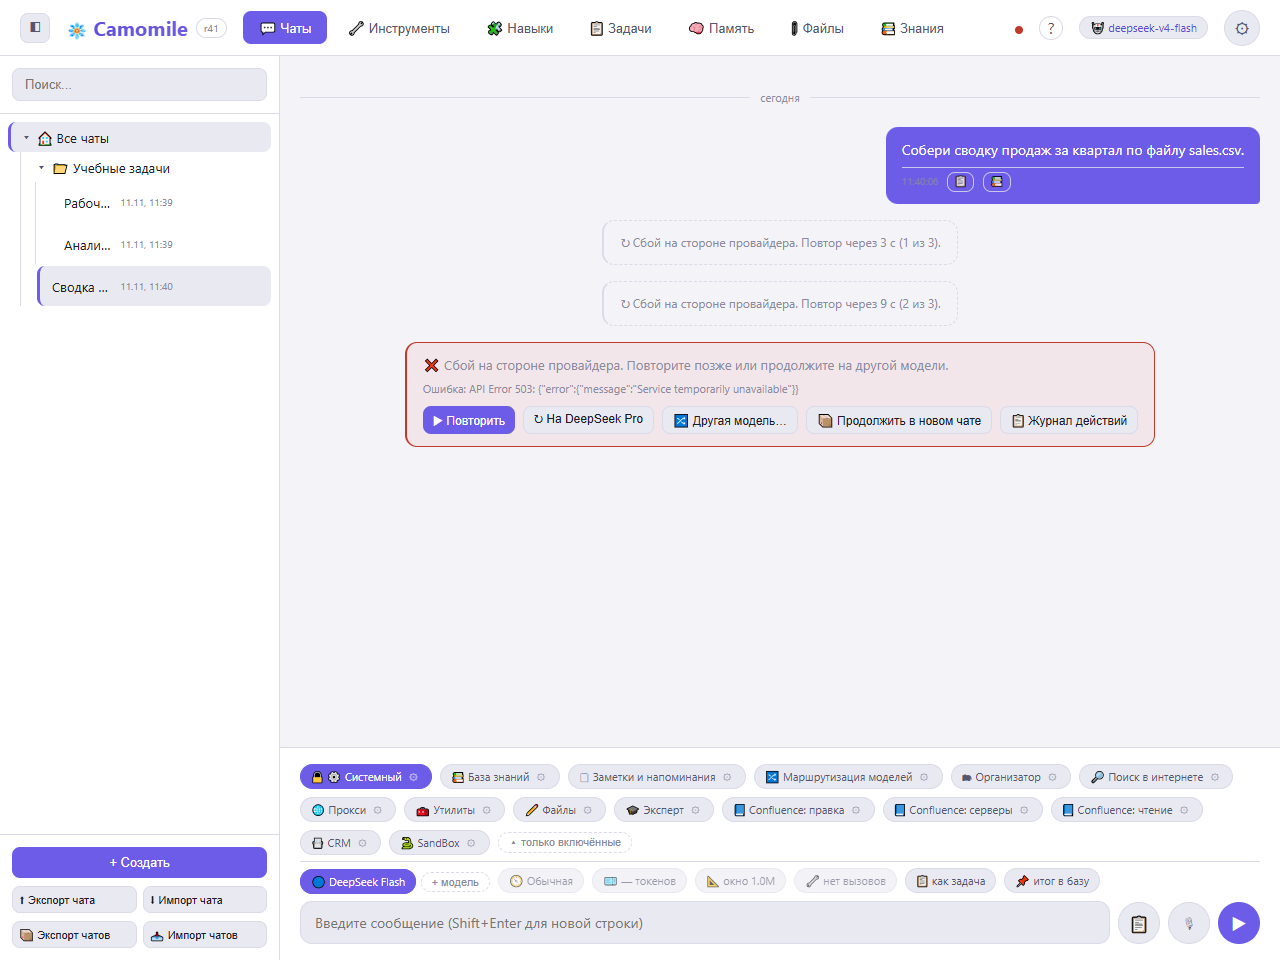 Camomile r41 Чаты Инструменты Навыки Задачи Память Файлы Знания ? deepseek-v4-flash
Поиск...
Все чаты
Учебные задачи
Рабоч... 11.11, 11:39
Анали... 11.11, 11:39
Сводка ... 11.11, 11:40
+ Создать
Экспорт чата Импорт чата
Экспорт чатов Импорт чатов
сегодня
Собери сводку продаж за квартал по файлу sales.csv.
11:40:06
↻ Сбой на стороне провайдера. Повтор через 3 с (1 из 3).
↻ Сбой на стороне провайдера. Повтор через 9 с (2 из 3).
❌ Сбой на стороне провайдера. Повторите позже или продолжите на другой модели.
Ошибка: API Error 503: {"error":{"message":"Service temporarily unavailable"}}
▶ Повторить ↻ На DeepSeek Pro Другая модель... Продолжить в новом чате Журнал действий
Системный База знаний Заметки и напоминания Маршрутизация моделей Организатор Поиск в интернете
Прокси Утилиты Файлы Эксперт Confluence: правка Confluence: серверы Confluence: чтение
CRM SandBox только включённые
DeepSeek Flash + модель Обычная — токенов окно 1.0M нет вызовов как задача итог в базу
Введите сообщение (Shift+Enter для новой строки)